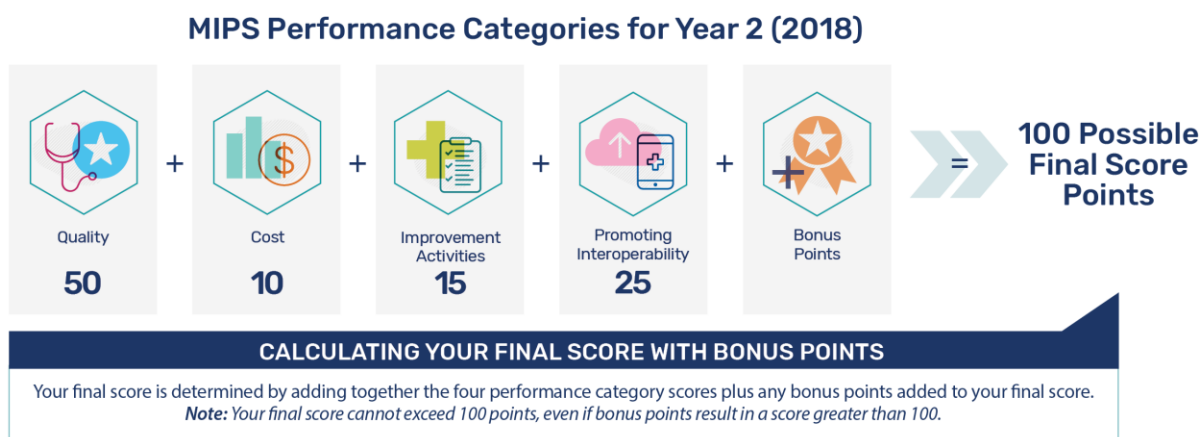 MIPS Performance Categories for Year 2 (2018)
Quality
50
+
Cost
10
+
Improvement
Activities
15
+
Promoting
Interoperability
25
+
Bonus
Points
=
100 Possible
Final Score
Points
CALCULATING YOUR FINAL SCORE WITH BONUS POINTS
Your final score is determined by adding together the four performance category scores plus any bonus points added to your final score.
Note: Your final score cannot exceed 100 points, even if bonus points result in a score greater than 100.